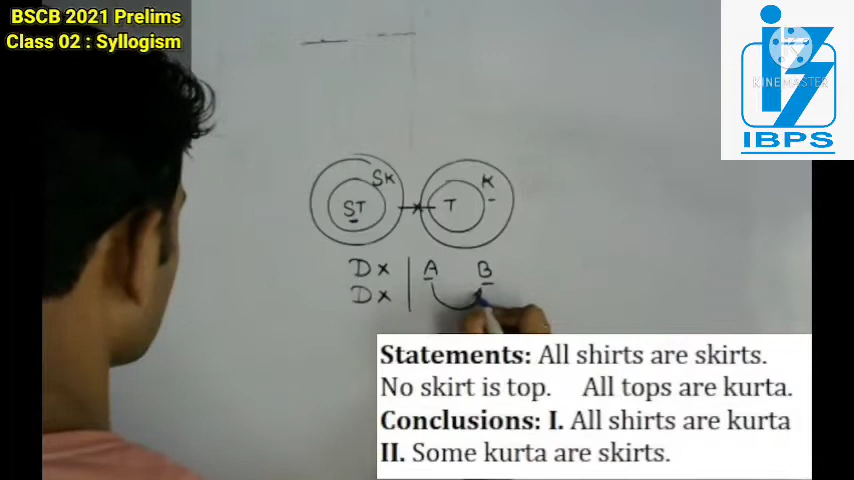 BSCB 2021 Prelims
Class 02 : Syllogism
KINEMASTER
IBPS
SK
K
ST
T
D× A B
D×
Statements: All shirts are skirts.
No skirt is top. All tops are kurta.
Conclusions: I. All shirts are kurta
II. Some kurta are skirts.